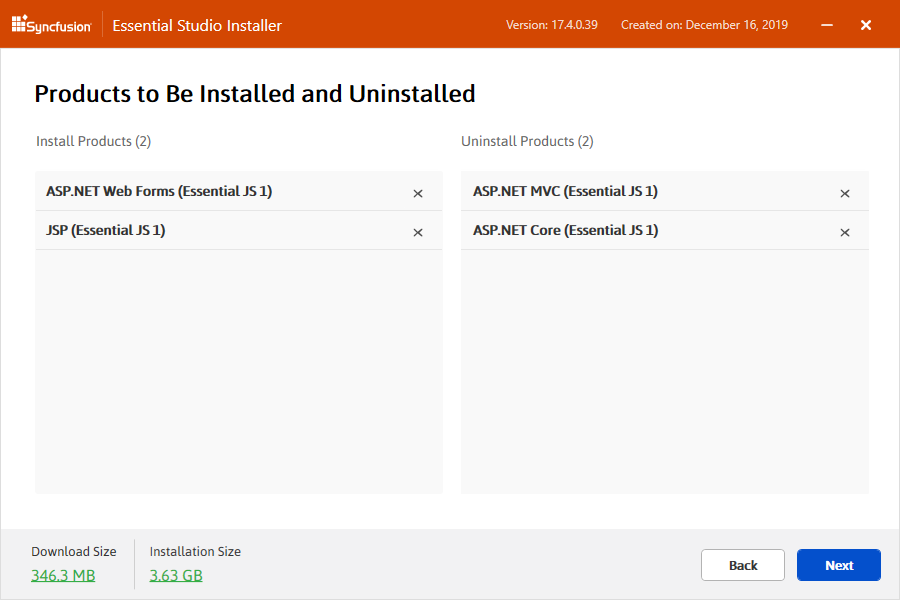 Syncfusion Essential Studio Installer Version: 17.4.0.39 Created on: December 16, 2019
Products to Be Installed and Uninstalled
Install Products (2)
Uninstall Products (2)
ASP.NET Web Forms (Essential JS 1)
JSP (Essential JS 1)
ASP.NET MVC (Essential JS 1)
ASP.NET Core (Essential JS 1)
Download Size
346.3 MB
Installation Size
3.63 GB
Back
Next